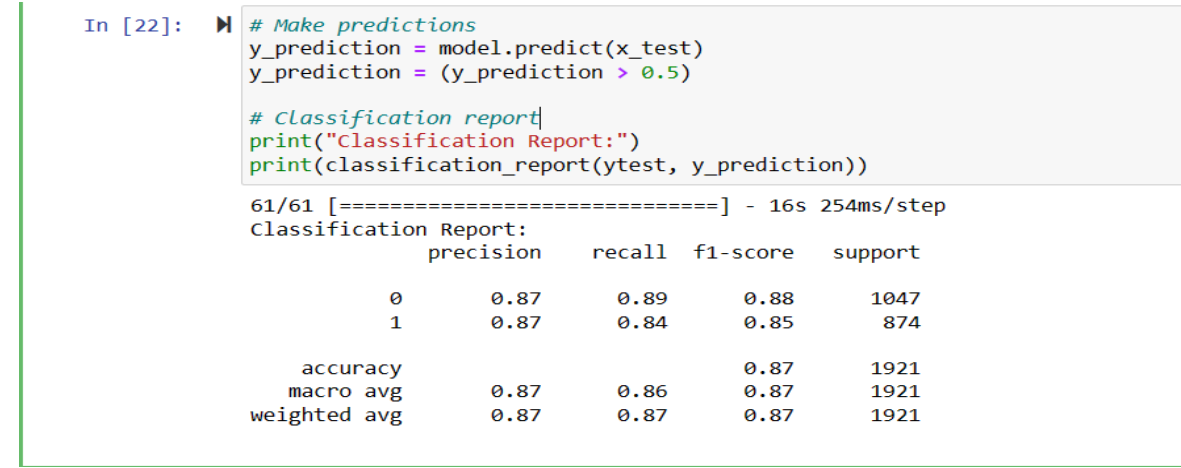 In [22]:
# Make predictions
y_prediction = model.predict(x_test)
y_prediction = (y_prediction > 0.5)
# Classification report
print("Classification Report:")
print(classification_report(ytest, y_prediction))
61/61 [==============================] - 16s 254ms/step
Classification Report:
precision recall f1-score support
0 0.87 0.89 0.88 1047
1 0.87 0.84 0.85 874
accuracy 0.87 1921
macro avg 0.87 0.86 0.87 1921
weighted avg 0.87 0.87 0.87 1921